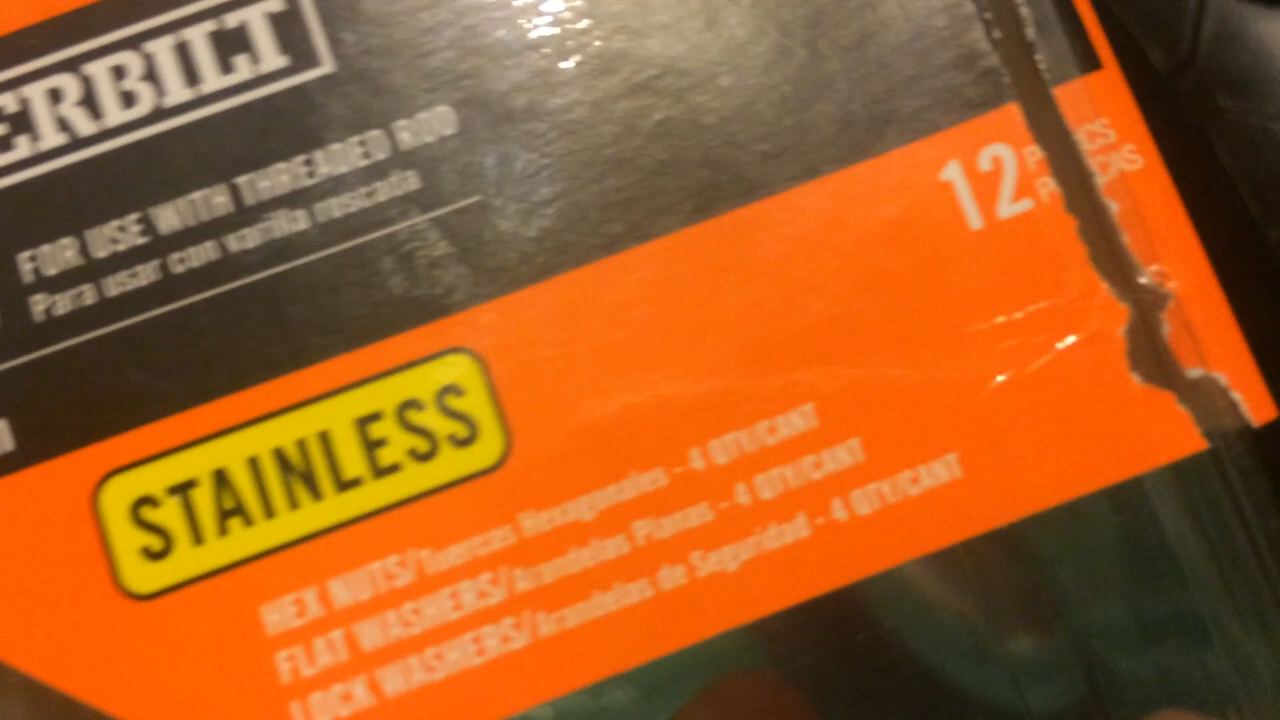 ERBILT
FOR USE WITH THREADED ROD
Para usar con varilla roscada
12
STAINLESS
HEX NUTS/Tuercas Hexagonales - 4 QTY/CANT
FLAT WASHERS/Arandelas Planas - 4 QTY/CANT
LOCK WASHERS/Arandelas de Seguridad - 4 QTY/CANT